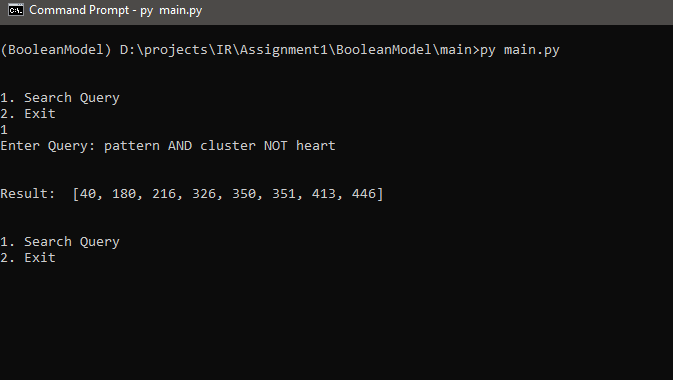 Command Prompt - py  main.py
(BooleanModel) D:\projects\IR\Assignment1\BooleanModel\main>py main.py
1. Search Query
2. Exit
1
Enter Query: pattern AND cluster NOT heart
Result:  [40, 180, 216, 326, 350, 351, 413, 446]
1. Search Query
2. Exit